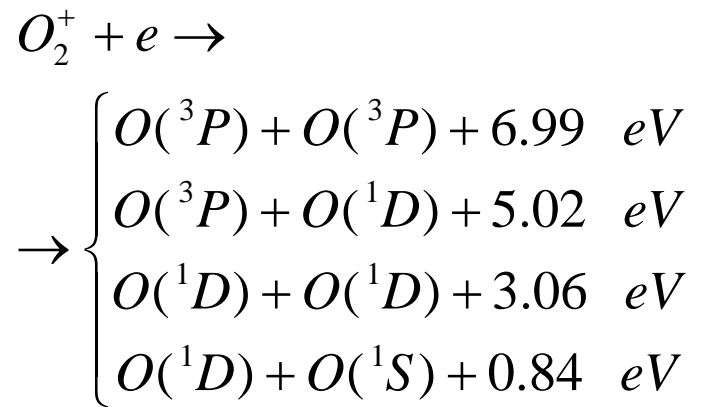 O₂⁺ + e →
→ { O(³P) + O(³P) + 6.99 eV
O(³P) + O(¹D) + 5.02 eV
O(¹D) + O(¹D) + 3.06 eV
O(¹D) + O(¹S) + 0.84 eV